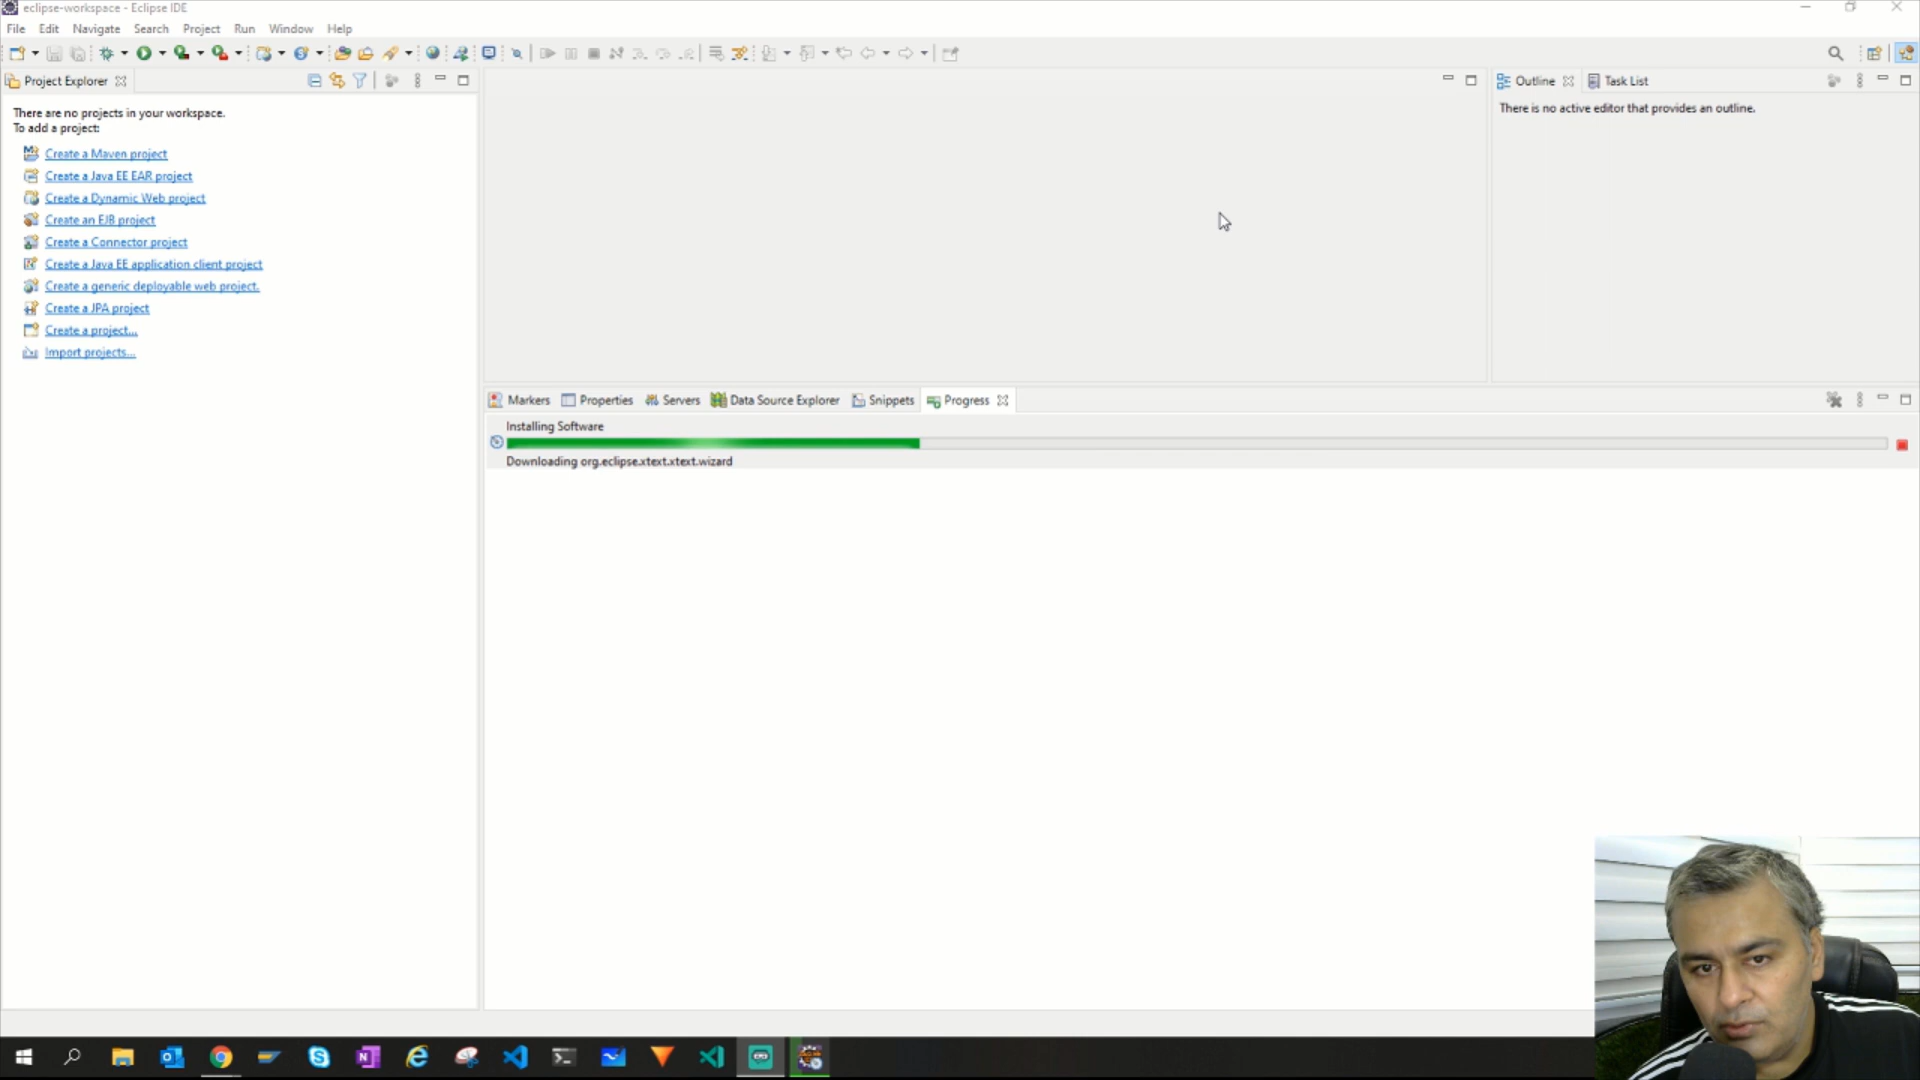 eclipse-workspace - Eclipse IDE
File Edit Navigate Search Project Run Window Help
Project Explorer
There are no projects in your workspace.
To add a project:
Create a Maven project
Create a Java EE EAR project
Create a Dynamic Web project
Create an EJB project
Create a Connector project
Create a Java EE application client project
Create a generic deployable web project.
Create a JPA project
Create a project...
Import projects...
Outline Task List
There is no active editor that provides an outline.
Markers Properties Servers Data Source Explorer Snippets Progress
Installing Software
Downloading org.eclipse.xtext.xtext.wizard